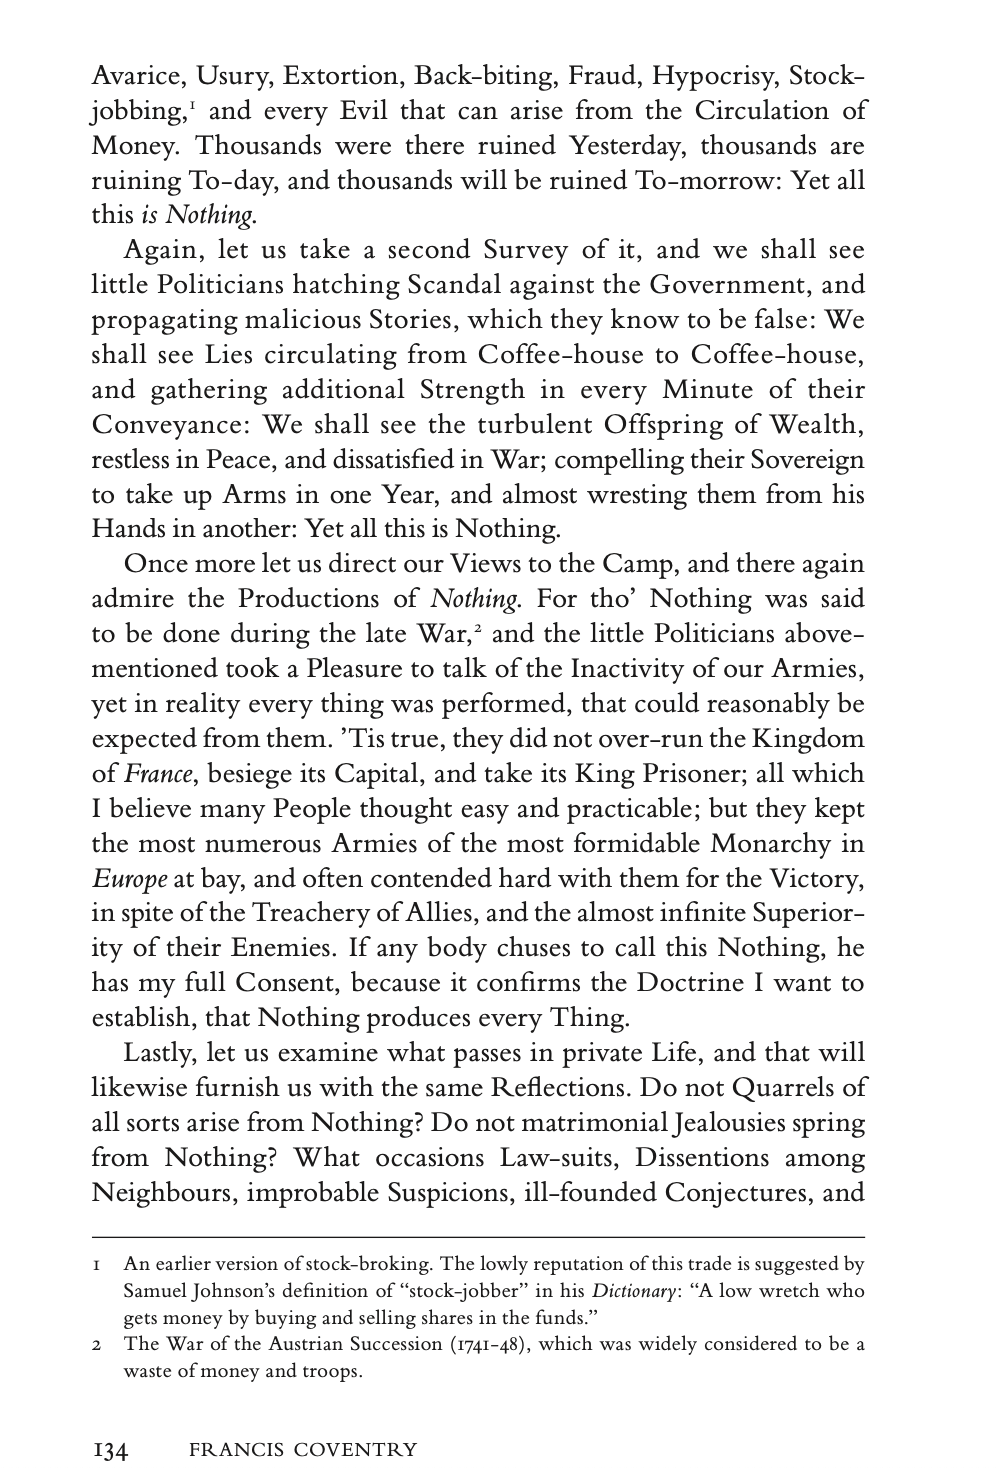 Avarice, Usury, Extortion, Back-biting, Fraud, Hypocrisy, Stock-
jobbing,¹ and every Evil that can arise from the Circulation of
Money. Thousands were there ruined Yesterday, thousands are
ruining To-day, and thousands will be ruined To-morrow: Yet all
this is Nothing.
Again, let us take a second Survey of it, and we shall see
little Politicians hatching Scandal against the Government, and
propagating malicious Stories, which they know to be false: We
shall see Lies circulating from Coffee-house to Coffee-house,
and gathering additional Strength in every Minute of their
Conveyance: We shall see the turbulent Offspring of Wealth,
restless in Peace, and dissatisfied in War; compelling their Sovereign
to take up Arms in one Year, and almost wresting them from his
Hands in another: Yet all this is Nothing.
Once more let us direct our Views to the Camp, and there again
admire the Productions of Nothing. For tho’ Nothing was said
to be done during the late War,² and the little Politicians above-
mentioned took a Pleasure to talk of the Inactivity of our Armies,
yet in reality every thing was performed, that could reasonably be
expected from them. ’Tis true, they did not over-run the Kingdom
of France, besiege its Capital, and take its King Prisoner; all which
I believe many People thought easy and practicable; but they kept
the most numerous Armies of the most formidable Monarchy in
Europe at bay, and often contended hard with them for the Victory,
in spite of the Treachery of Allies, and the almost infinite Superior-
ity of their Enemies. If any body chuses to call this Nothing, he
has my full Consent, because it confirms the Doctrine I want to
establish, that Nothing produces every Thing.
Lastly, let us examine what passes in private Life, and that will
likewise furnish us with the same Reflections. Do not Quarrels of
all sorts arise from Nothing? Do not matrimonial Jealousies spring
from Nothing? What occasions Law-suits, Dissentions among
Neighbours, improbable Suspicions, ill-founded Conjectures, and
1 An earlier version of stock-broking. The lowly reputation of this trade is suggested by
Samuel Johnson’s definition of “stock-jobber” in his Dictionary: “A low wretch who
gets money by buying and selling shares in the funds.”
2 The War of the Austrian Succession (1741-48), which was widely considered to be a
waste of money and troops.
134 FRANCIS COVENTRY